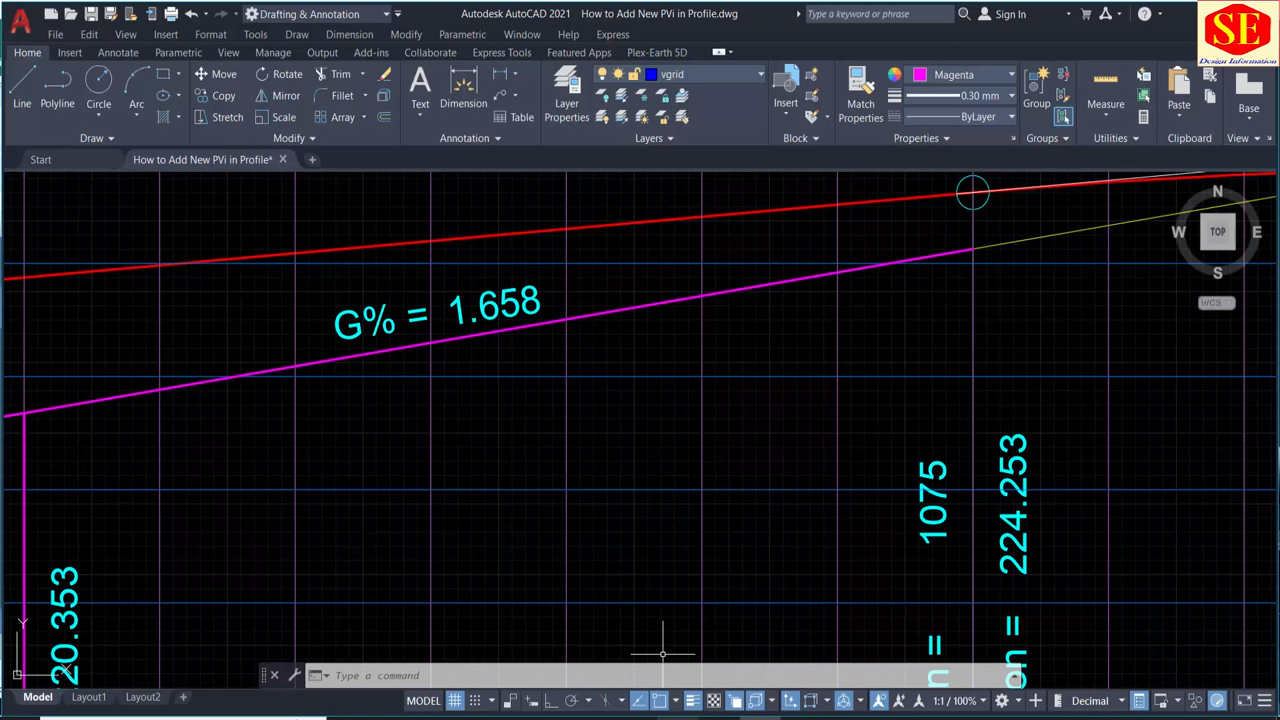 Drafting & Annotation
Autodesk AutoCAD 2021 How to Add New PVi in Profile.dwg
Type a keyword or phrase
Sign In
SE
Design Information
File Edit View Insert Format Tools Draw Dimension Modify Parametric Window Help Express
Home Insert Annotate Parametric View Manage Output Add-ins Collaborate Express Tools Featured Apps Plex-Earth 5D
Line Polyline Circle Arc
Move Rotate Trim
Copy Mirror Fillet
Stretch Scale Array
Text Dimension
Table
Layer Properties
vgrid
Insert
Match Properties
Magenta
0.30 mm
ByLayer
Group
Measure
Paste
Base
Draw Modify Annotation Layers Block Properties Groups Utilities Clipboard View
Start How to Add New PVi in Profile*
N
W TOP E
S
WCS
G% = 1.658
1075
224.253
20.353
n =
on =
Y
X
Type a command
Model Layout1 Layout2
MODEL 1:1 / 100% Decimal